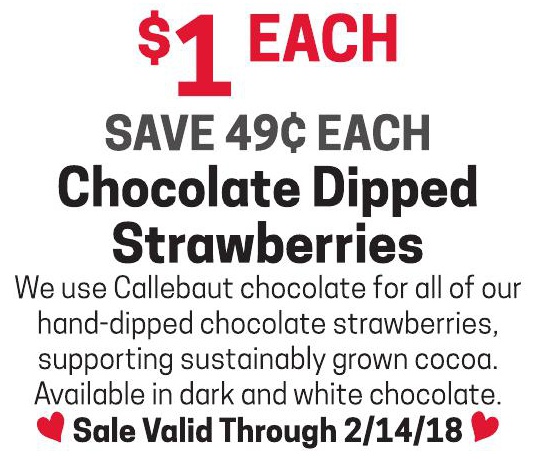 $1 EACH
SAVE 49¢ EACH
Chocolate Dipped
Strawberries
We use Callebaut chocolate for all of our
hand-dipped chocolate strawberries,
supporting sustainably grown cocoa.
Available in dark and white chocolate.
Sale Valid Through 2/14/18